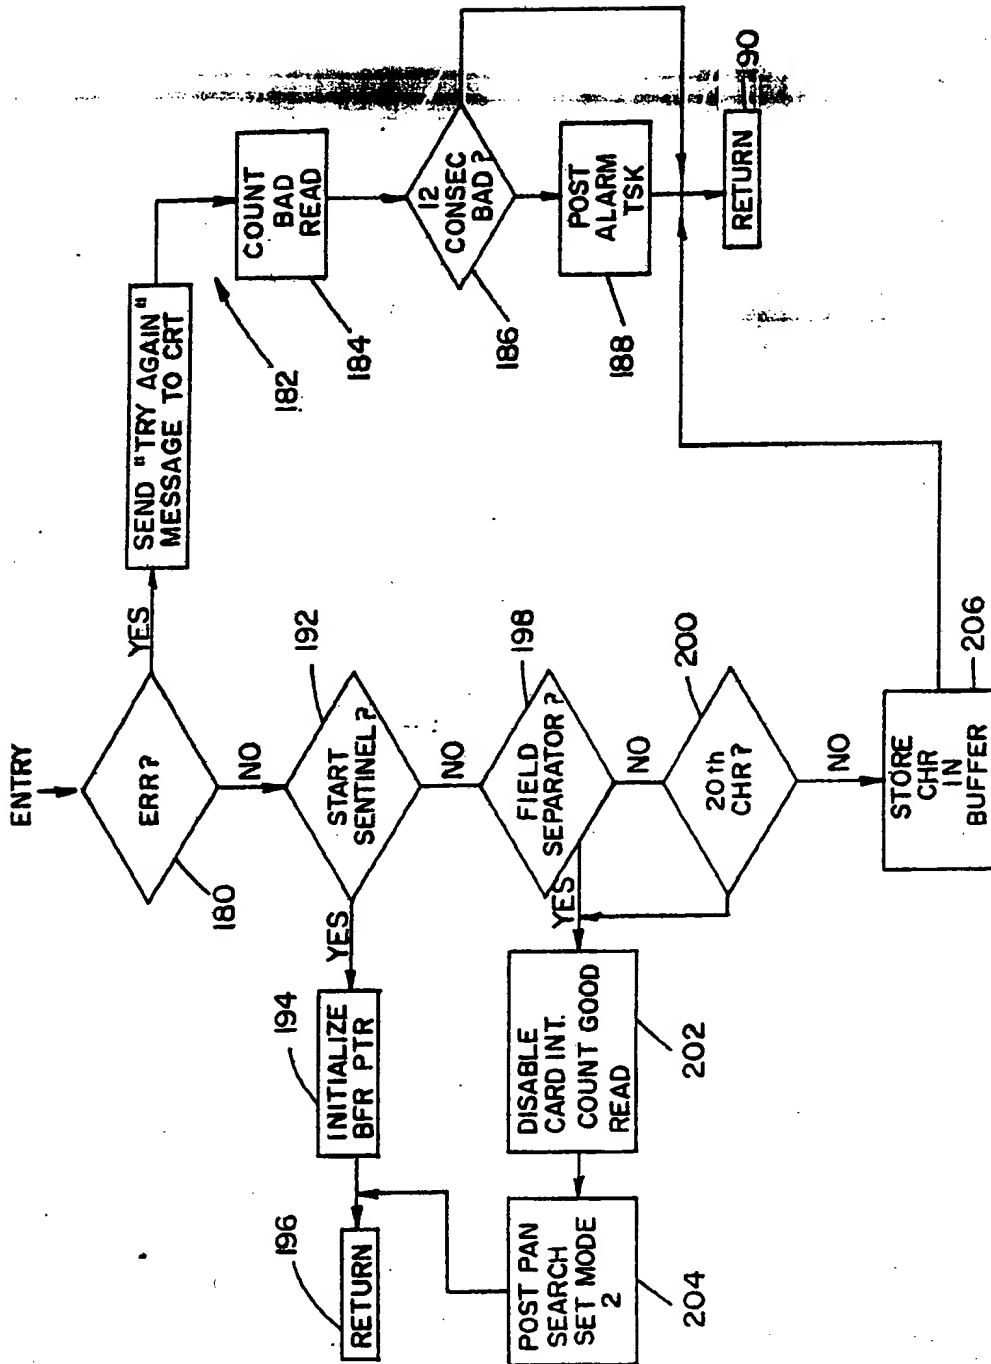 ENTRY
ERR?
180
YES
NO
SEND "TRY AGAIN"
MESSAGE TO CRT
182
COUNT
BAD
READ
184
12
CONSEC
BAD?
186
POST
ALARM
TSK
188
RETURN
190
START
SENTINEL?
192
YES
NO
INITIALIZE
BFR PTR
194
RETURN
196
FIELD
SEPARATOR?
198
YES
NO
20th
CHR?
200
NO
DISABLE
CARD INT.
COUNT GOOD
READ
202
POST PAN
SEARCH
SET MODE
2
204
STORE
CHR
IN
BUFFER
206